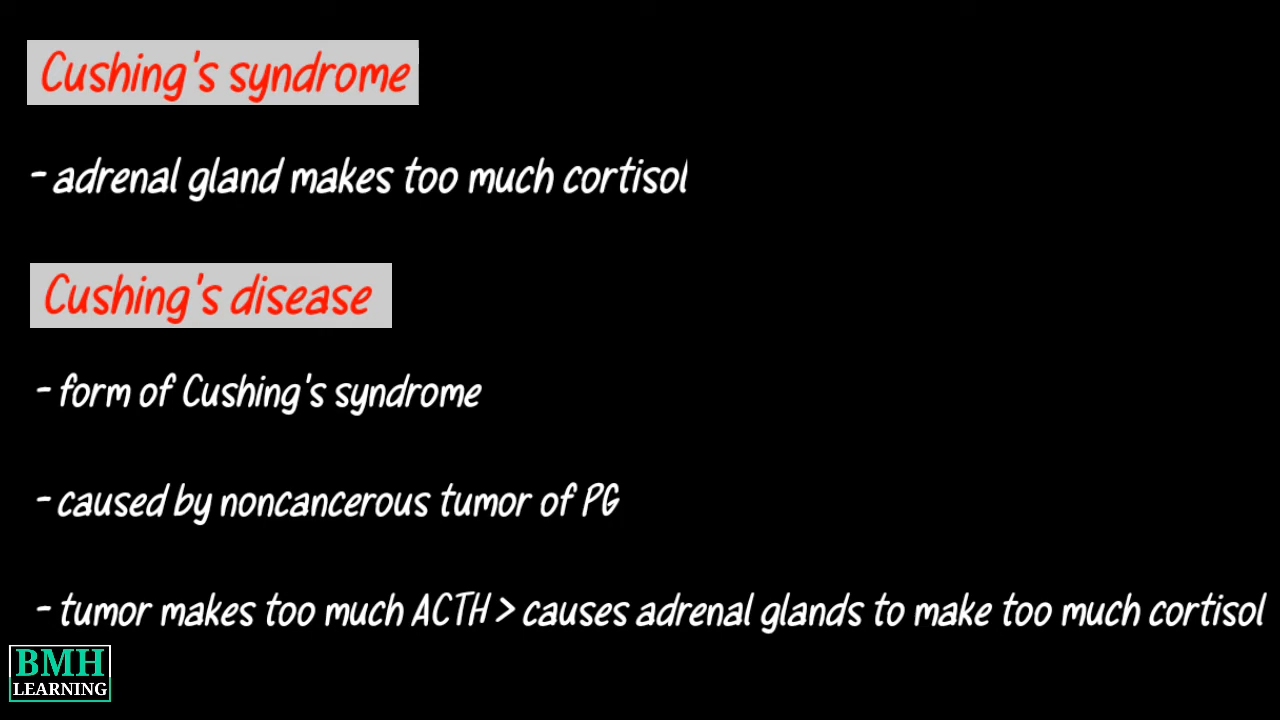 Cushing's syndrome
- adrenal gland makes too much cortisol
Cushing's disease
- form of Cushing's syndrome
- caused by noncancerous tumor of PG
- tumor makes too much ACTH > causes adrenal glands to make too much cortisol
BMH
LEARNING